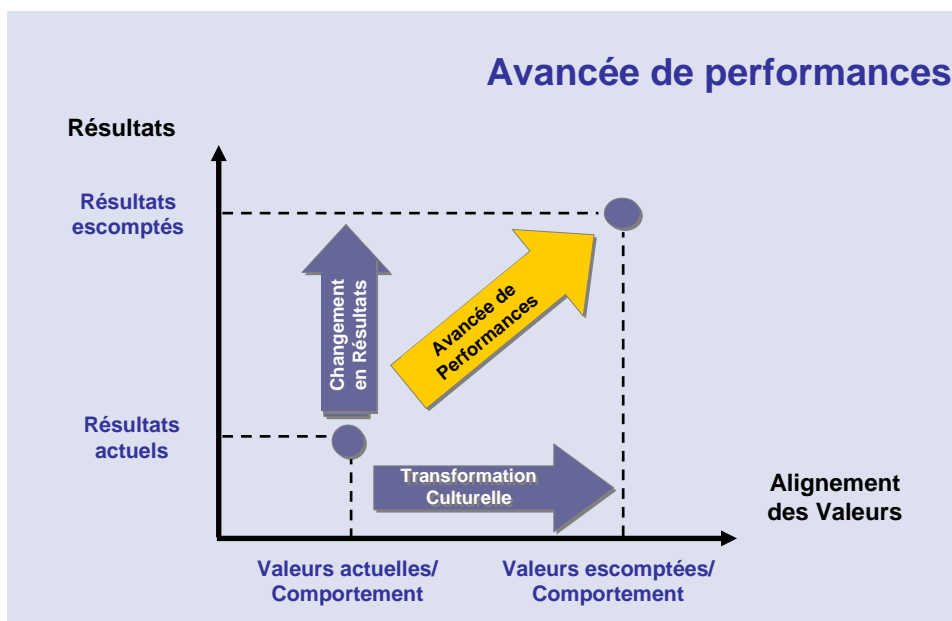 Avancée de performances
Résultats
Résultats
escomptés
Changement
en Résultats
Avancée de
Performances
Résultats
actuels
Transformation
Culturelle
Alignement
des Valeurs
Valeurs actuelles/
Comportement
Valeurs escomptées/
Comportement